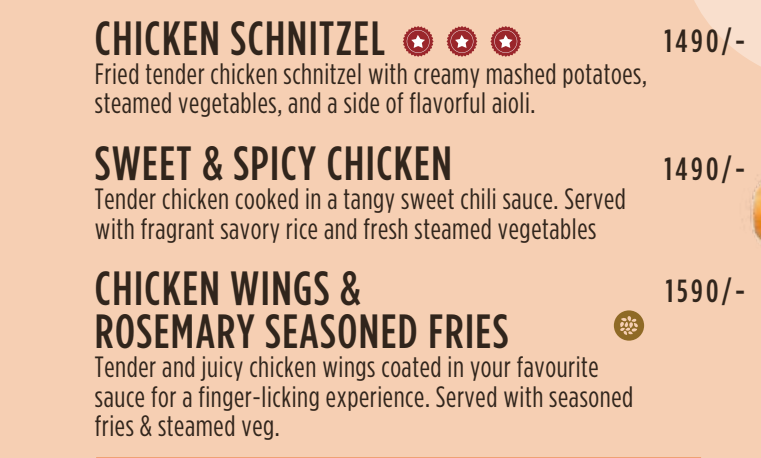 CHICKEN SCHNITZEL 1490/-
Fried tender chicken schnitzel with creamy mashed potatoes,
steamed vegetables, and a side of flavorful aioli.
SWEET & SPICY CHICKEN 1490/-
Tender chicken cooked in a tangy sweet chili sauce. Served
with fragrant savory rice and fresh steamed vegetables
CHICKEN WINGS & 1590/-
ROSEMARY SEASONED FRIES
Tender and juicy chicken wings coated in your favourite
sauce for a finger-licking experience. Served with seasoned
fries & steamed veg.